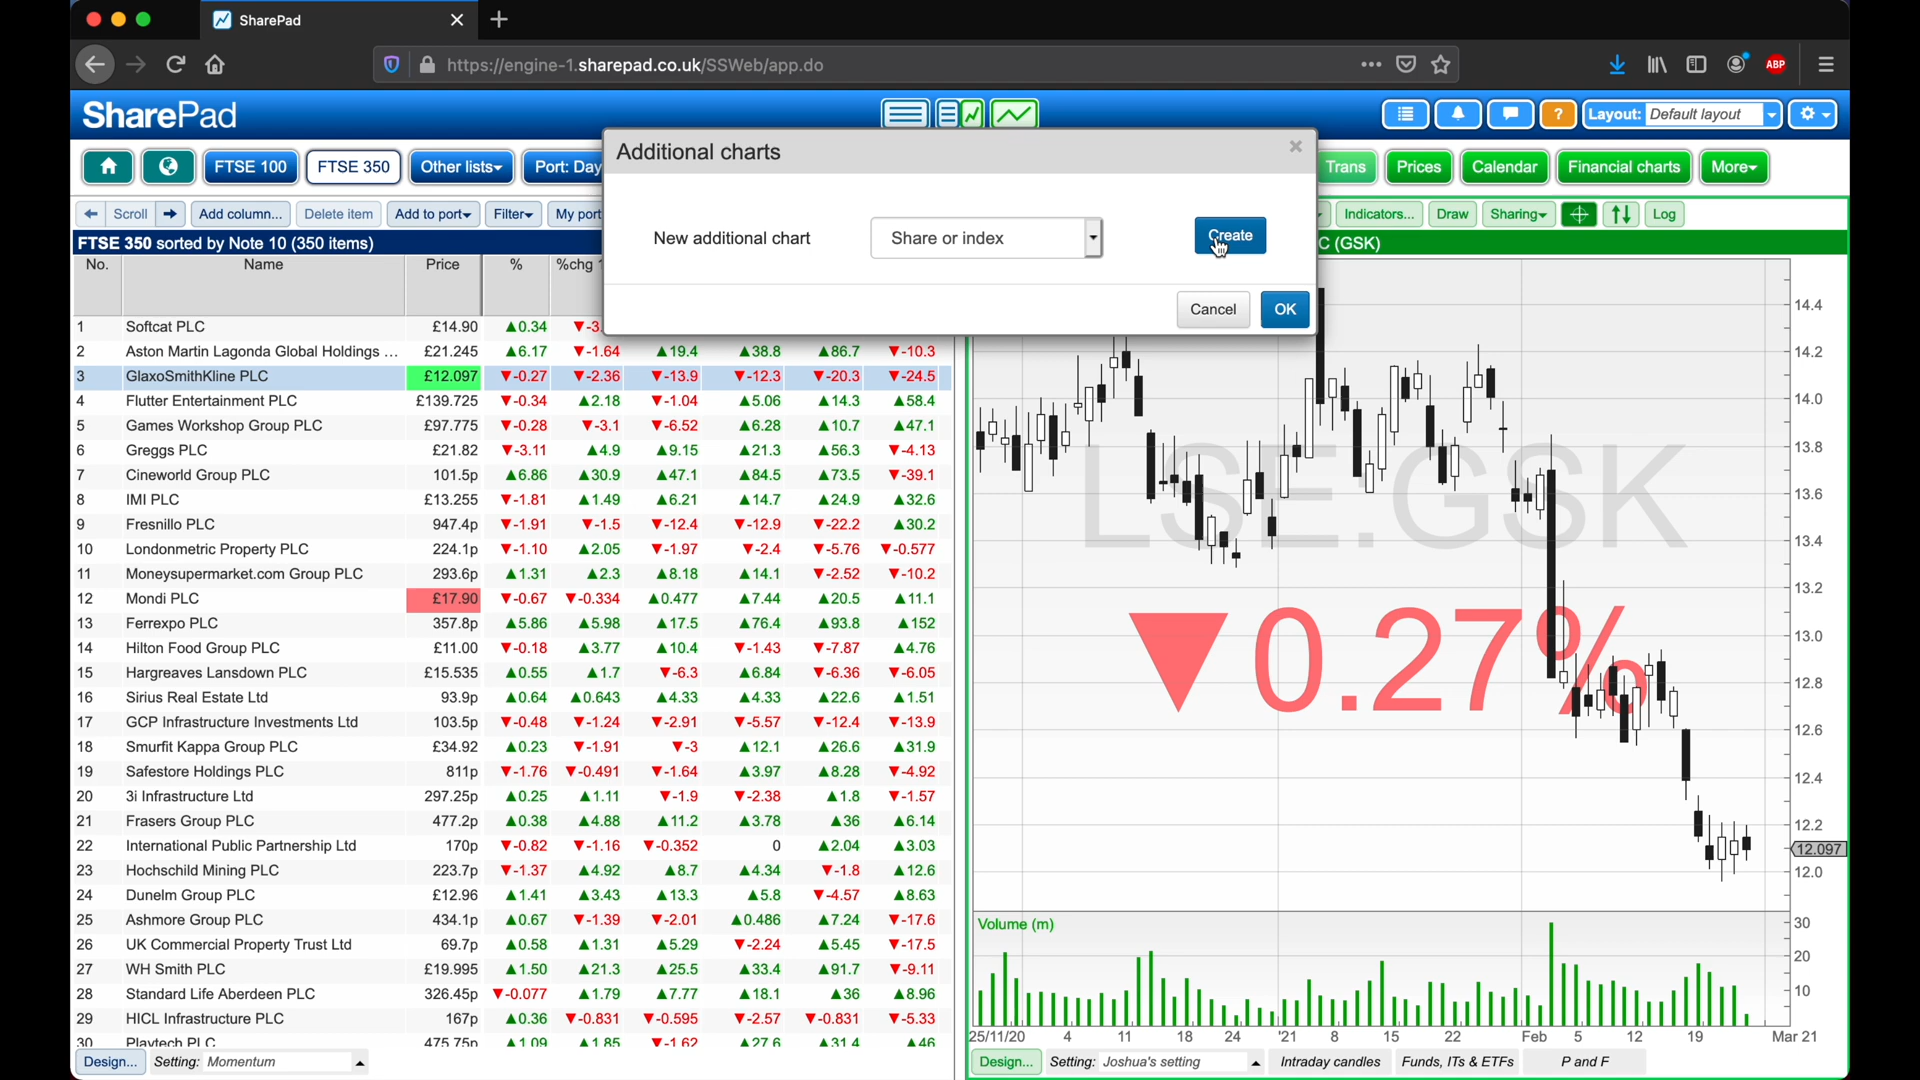 SharePad
https://engine-1.sharepad.co.uk/SSWeb/app.do
ABP
SharePad
? Layout: Default layout
FTSE 100 FTSE 350 Other lists Port: Day
Trans Prices Calendar Financial charts More
Scroll Add column... Delete item Add to port Filter My port
Indicators... Draw Sharing Log
Additional charts
New additional chart Share or index Create
Cancel OK
FTSE 350 sorted by Note 10 (350 items)
C (GSK)
No. Name Price % %chg 1
1 Softcat PLC £14.90 ▲0.34 ▼-3.
2 Aston Martin Lagonda Global Holdings ... £21.245 ▲6.17 ▼-1.64 ▲19.4 ▲38.8 ▲86.7 ▼-10.3
3 GlaxoSmithKline PLC £12.097 ▼-0.27 ▼-2.36 ▼-13.9 ▼-12.3 ▼-20.3 ▼-24.5
4 Flutter Entertainment PLC £139.725 ▼-0.34 ▲2.18 ▼-1.04 ▲5.06 ▲14.3 ▲58.4
5 Games Workshop Group PLC £97.775 ▼-0.28 ▼-3.1 ▼-6.52 ▲6.28 ▲10.7 ▲47.1
6 Greggs PLC £21.82 ▼-3.11 ▲4.9 ▲9.15 ▲21.3 ▲56.3 ▼-4.13
7 Cineworld Group PLC 101.5p ▲6.86 ▲30.9 ▲47.1 ▲84.5 ▲73.5 ▼-39.1
8 IMI PLC £13.255 ▼-1.81 ▲1.49 ▲6.21 ▲14.7 ▲24.9 ▲32.6
9 Fresnillo PLC 947.4p ▼-1.91 ▼-1.5 ▼-12.4 ▼-12.9 ▼-22.2 ▲30.2
10 Londonmetric Property PLC 224.1p ▼-1.10 ▲2.05 ▼-1.97 ▼-2.4 ▼-5.76 ▼-0.577
11 Moneysupermarket.com Group PLC 293.6p ▲1.31 ▲2.3 ▲8.18 ▲14.1 ▼-2.52 ▼-10.2
12 Mondi PLC £17.90 ▼-0.67 ▼-0.334 ▲0.477 ▲7.44 ▲20.5 ▲11.1
13 Ferrexpo PLC 357.8p ▲5.86 ▲5.98 ▲17.5 ▲76.4 ▲93.8 ▲152
14 Hilton Food Group PLC £11.00 ▼-0.18 ▲3.77 ▲10.4 ▼-1.43 ▼-7.87 ▲4.76
15 Hargreaves Lansdown PLC £15.535 ▲0.55 ▲1.7 ▼-6.3 ▲6.84 ▼-6.36 ▼-6.05
16 Sirius Real Estate Ltd 93.9p ▲0.64 ▲0.643 ▲4.33 ▲4.33 ▲22.6 ▲1.51
17 GCP Infrastructure Investments Ltd 103.5p ▼-0.48 ▼-1.24 ▼-2.91 ▼-5.57 ▼-12.4 ▼-13.9
18 Smurfit Kappa Group PLC £34.92 ▲0.23 ▼-1.91 ▼-3 ▲12.1 ▲26.6 ▲31.9
19 Safestore Holdings PLC 811p ▼-1.76 ▼-0.491 ▼-1.64 ▲3.97 ▲8.28 ▼-4.92
20 3i Infrastructure Ltd 297.25p ▲0.25 ▲1.11 ▼-1.9 ▼-2.38 ▲1.8 ▼-1.57
21 Frasers Group PLC 477.2p ▲0.38 ▲4.88 ▲11.2 ▲3.78 ▲36 ▲6.14
22 International Public Partnership Ltd 170p ▼-0.82 ▼-1.16 ▼-0.352 0 ▲2.04 ▲3.03
23 Hochschild Mining PLC 223.7p ▼-1.37 ▲4.92 ▲8.7 ▲4.34 ▼-1.8 ▲12.6
24 Dunelm Group PLC £12.96 ▲1.41 ▲3.43 ▲13.3 ▲5.8 ▼-4.57 ▲8.63
25 Ashmore Group PLC 434.1p ▲0.67 ▼-1.39 ▼-2.01 ▲0.486 ▲7.24 ▼-17.6
26 UK Commercial Property Trust Ltd 69.7p ▲0.58 ▲1.31 ▲5.29 ▼-2.24 ▲5.45 ▼-17.5
27 WH Smith PLC £19.995 ▲1.50 ▲21.3 ▲25.5 ▲33.4 ▲91.7 ▼-9.11
28 Standard Life Aberdeen PLC 326.45p ▼-0.077 ▲1.79 ▲7.77 ▲18.1 ▲36 ▲8.96
29 HICL Infrastructure PLC 167p ▲0.36 ▼-0.831 ▼-0.595 ▼-2.57 ▼-0.831 ▼-5.33
30 Playtech PLC 475.75p ▲1.09 ▲1.85 ▼-1.62 ▲27.6 ▲31.4 ▲46
LSE:GSK
▼0.27%
14.4
14.2
14.0
13.8
13.6
13.4
13.2
13.0
12.8
12.6
12.4
12.2
12.097
12.0
Volume (m)
30
20
10
25/11/20 4 11 18 24 '21 8 15 22 Feb 5 12 19 Mar 21
Design... Setting: Momentum
Design... Setting: Joshua's setting Intraday candles Funds, ITs & ETFs P and F